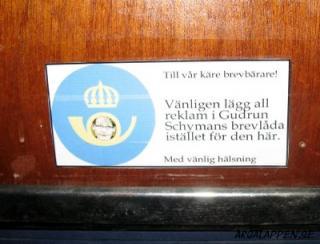 Till vår käre brevbärare!
Vänligen lägg all
reklam i Gudrun
Schymans brevlåda
istället för den här.
Med vänlig hälsning
ARGALAPPEN.SE